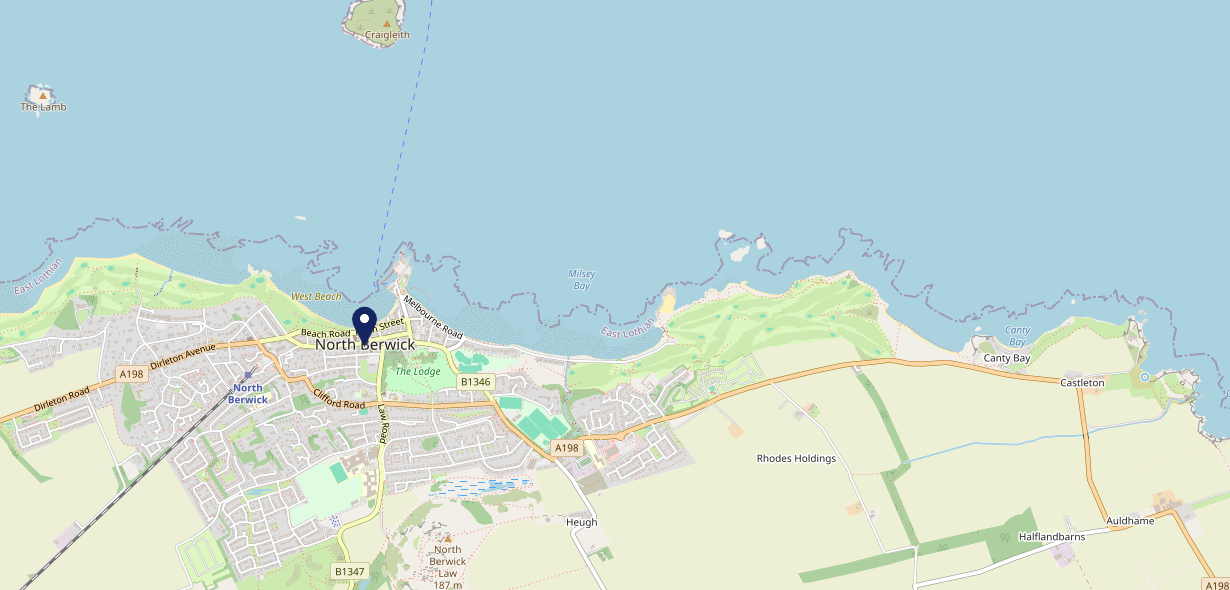 Craigleith
The Lamb
East Lothian
West Beach
Milsey
Bay
Melbourne Road
Beach Road
Street
North Berwick
East Lothian
Canty
Bay
Canty Bay
Dirleton Avenue
A198
The Lodge
B1346
Castleton
North
Berwick
Dirleton Road
Clifford Road
Law Road
A198
Rhodes Holdings
Heugh
Auldhame
Halflandbarns
North
Berwick
Law
187 m
B1347
A198